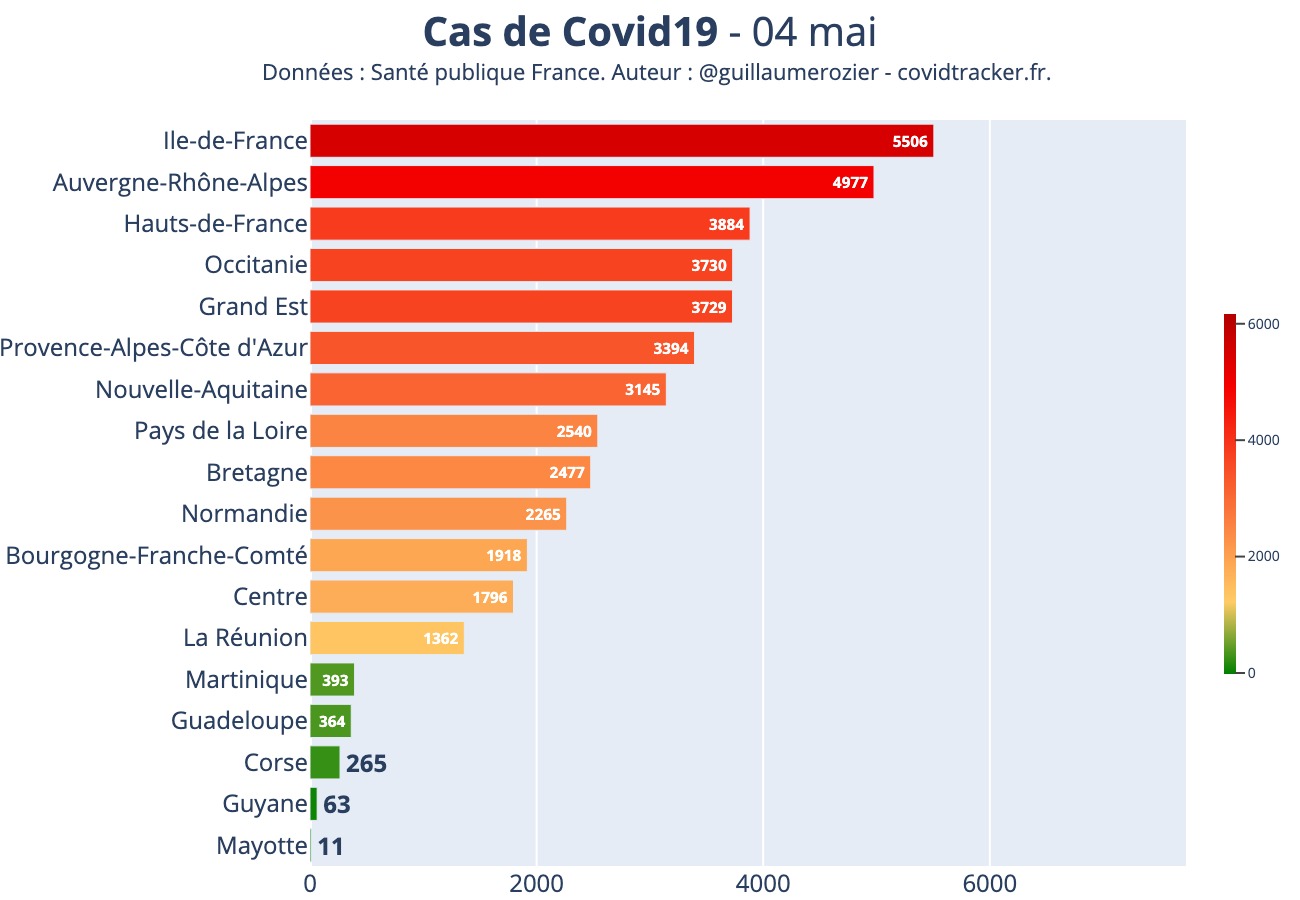 Cas de Covid19 - 04 mai
Données : Santé publique France. Auteur : @guillaumerozier - covidtracker.fr.
Ile-de-France 5506
Auvergne-Rhône-Alpes 4977
Hauts-de-France 3884
Occitanie 3730
Grand Est 3729
Provence-Alpes-Côte d'Azur 3394
Nouvelle-Aquitaine 3145
Pays de la Loire 2540
Bretagne 2477
Normandie 2265
Bourgogne-Franche-Comté 1918
Centre 1796
La Réunion 1362
Martinique 393
Guadeloupe 364
Corse 265
Guyane 63
Mayotte 11
0 2000 4000 6000
6000
4000
2000
0